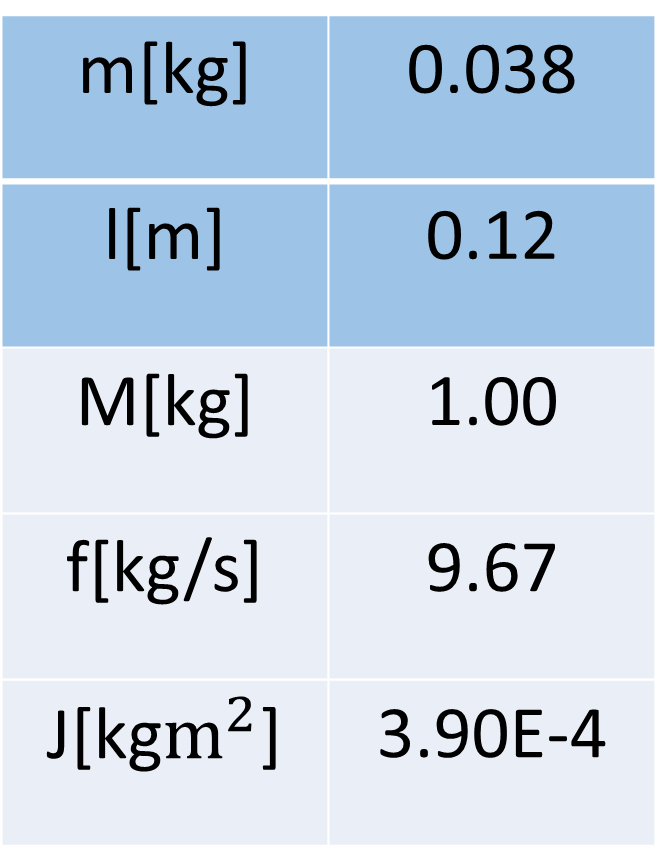 m[kg] 0.038
l[m] 0.12
M[kg] 1.00
f[kg/s] 9.67
J[kgm²] 3.90E-4